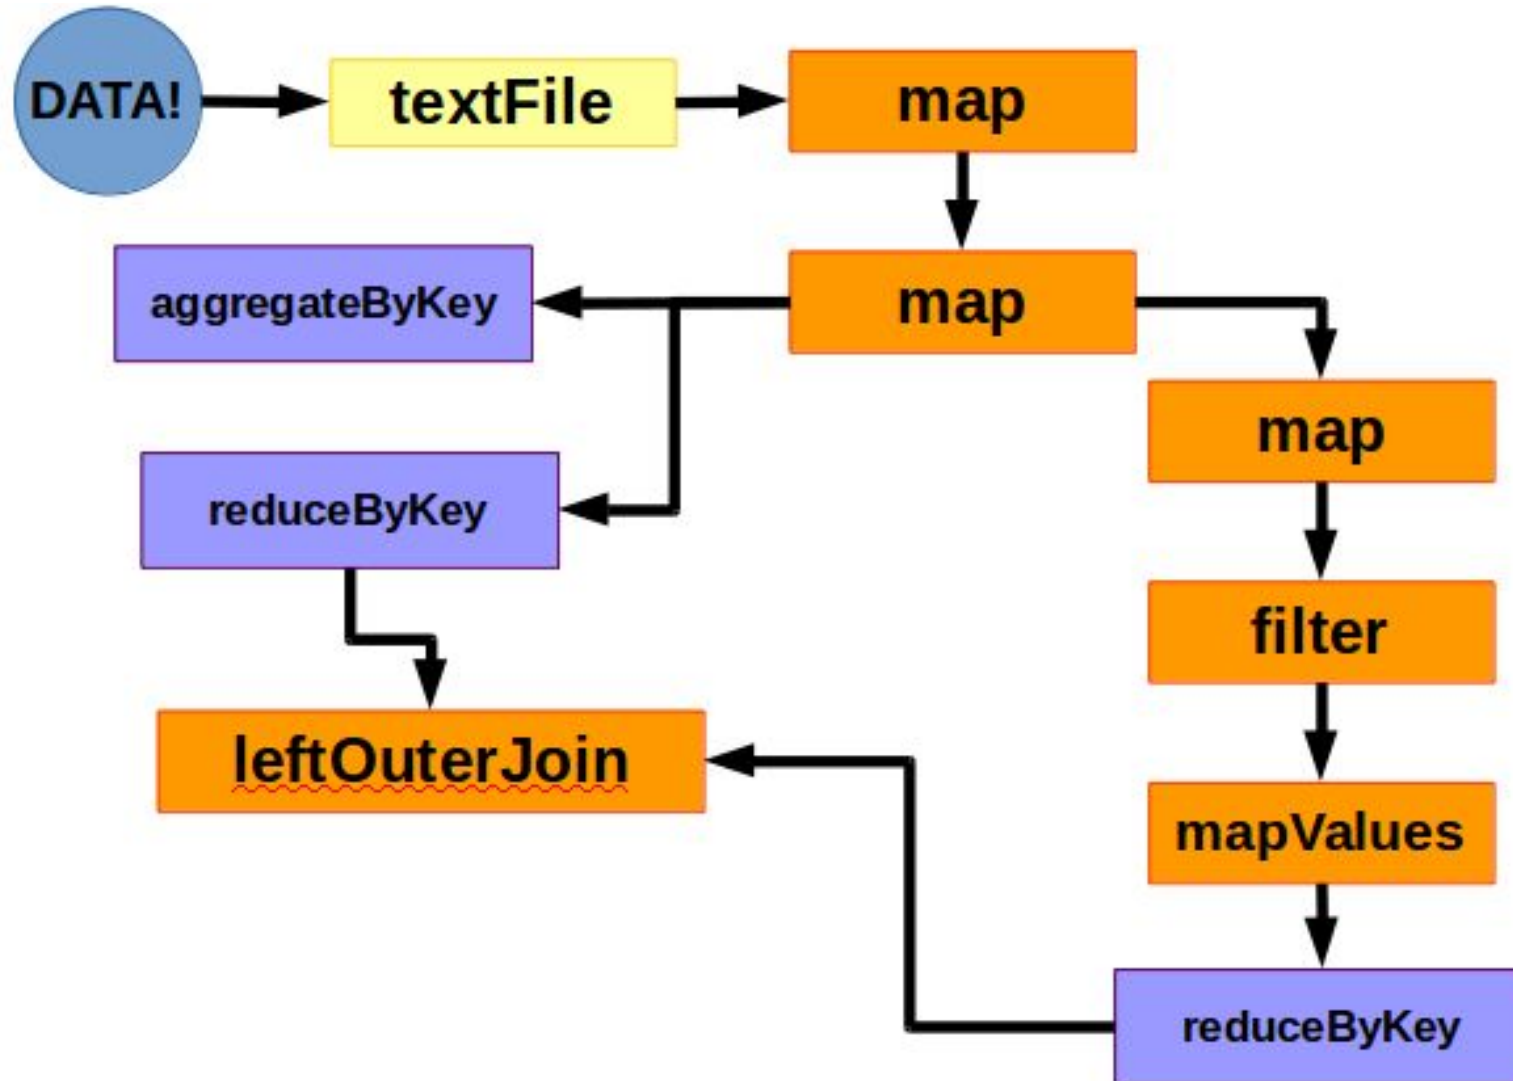 DATA!
textFile
map
aggregateByKey
map
map
reduceByKey
filter
leftOuterJoin
mapValues
reduceByKey